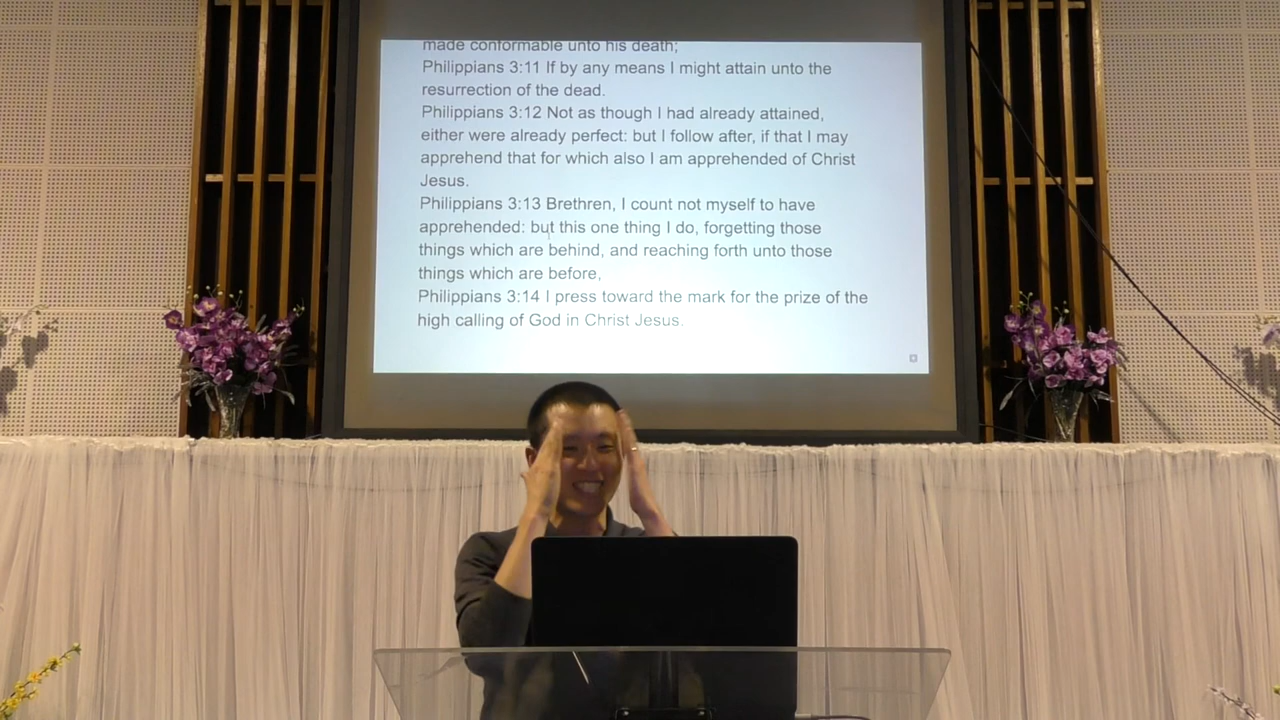 made conformable unto his death;
Philippians 3:11 If by any means I might attain unto the
resurrection of the dead.
Philippians 3:12 Not as though I had already attained,
either were already perfect: but I follow after, if that I may
apprehend that for which also I am apprehended of Christ
Jesus.
Philippians 3:13 Brethren, I count not myself to have
apprehended: but this one thing I do, forgetting those
things which are behind, and reaching forth unto those
things which are before,
Philippians 3:14 I press toward the mark for the prize of the
high calling of God in Christ Jesus.